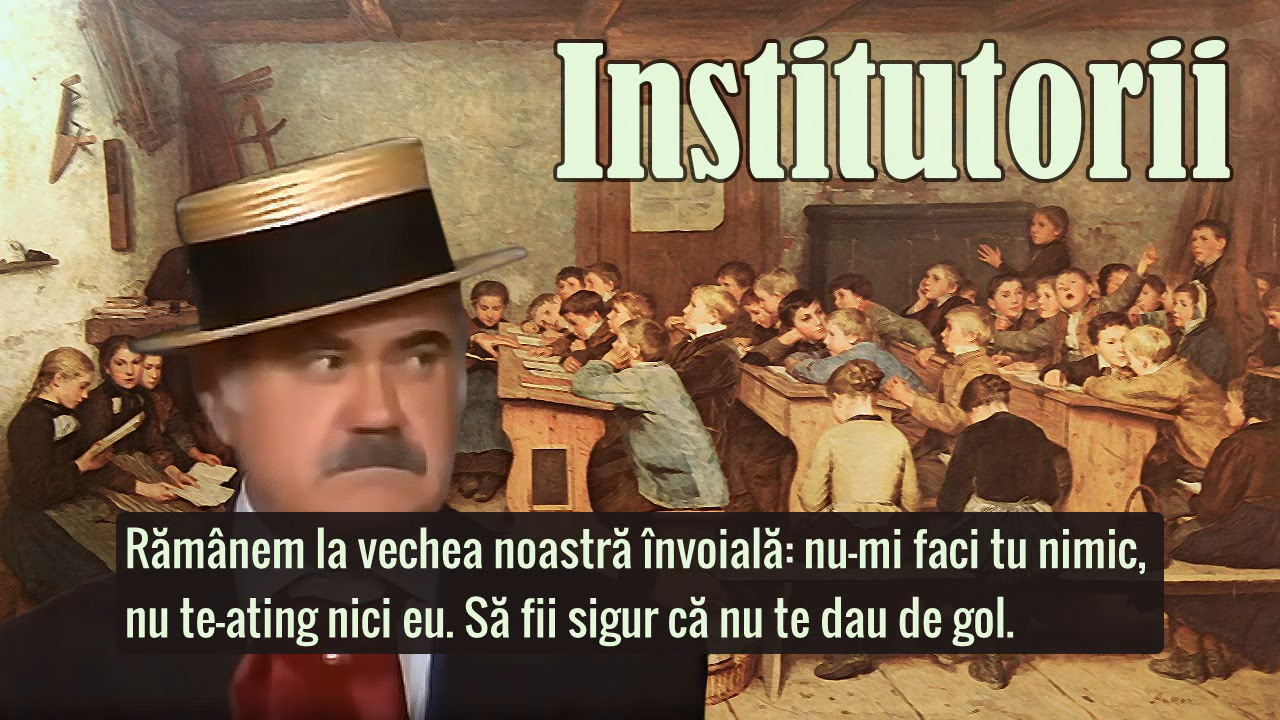 Institutorii
Rămânem la vechea noastră învoială: nu-mi faci tu nimic,
nu te-ating nici eu. Să fii sigur că nu te dau de gol.